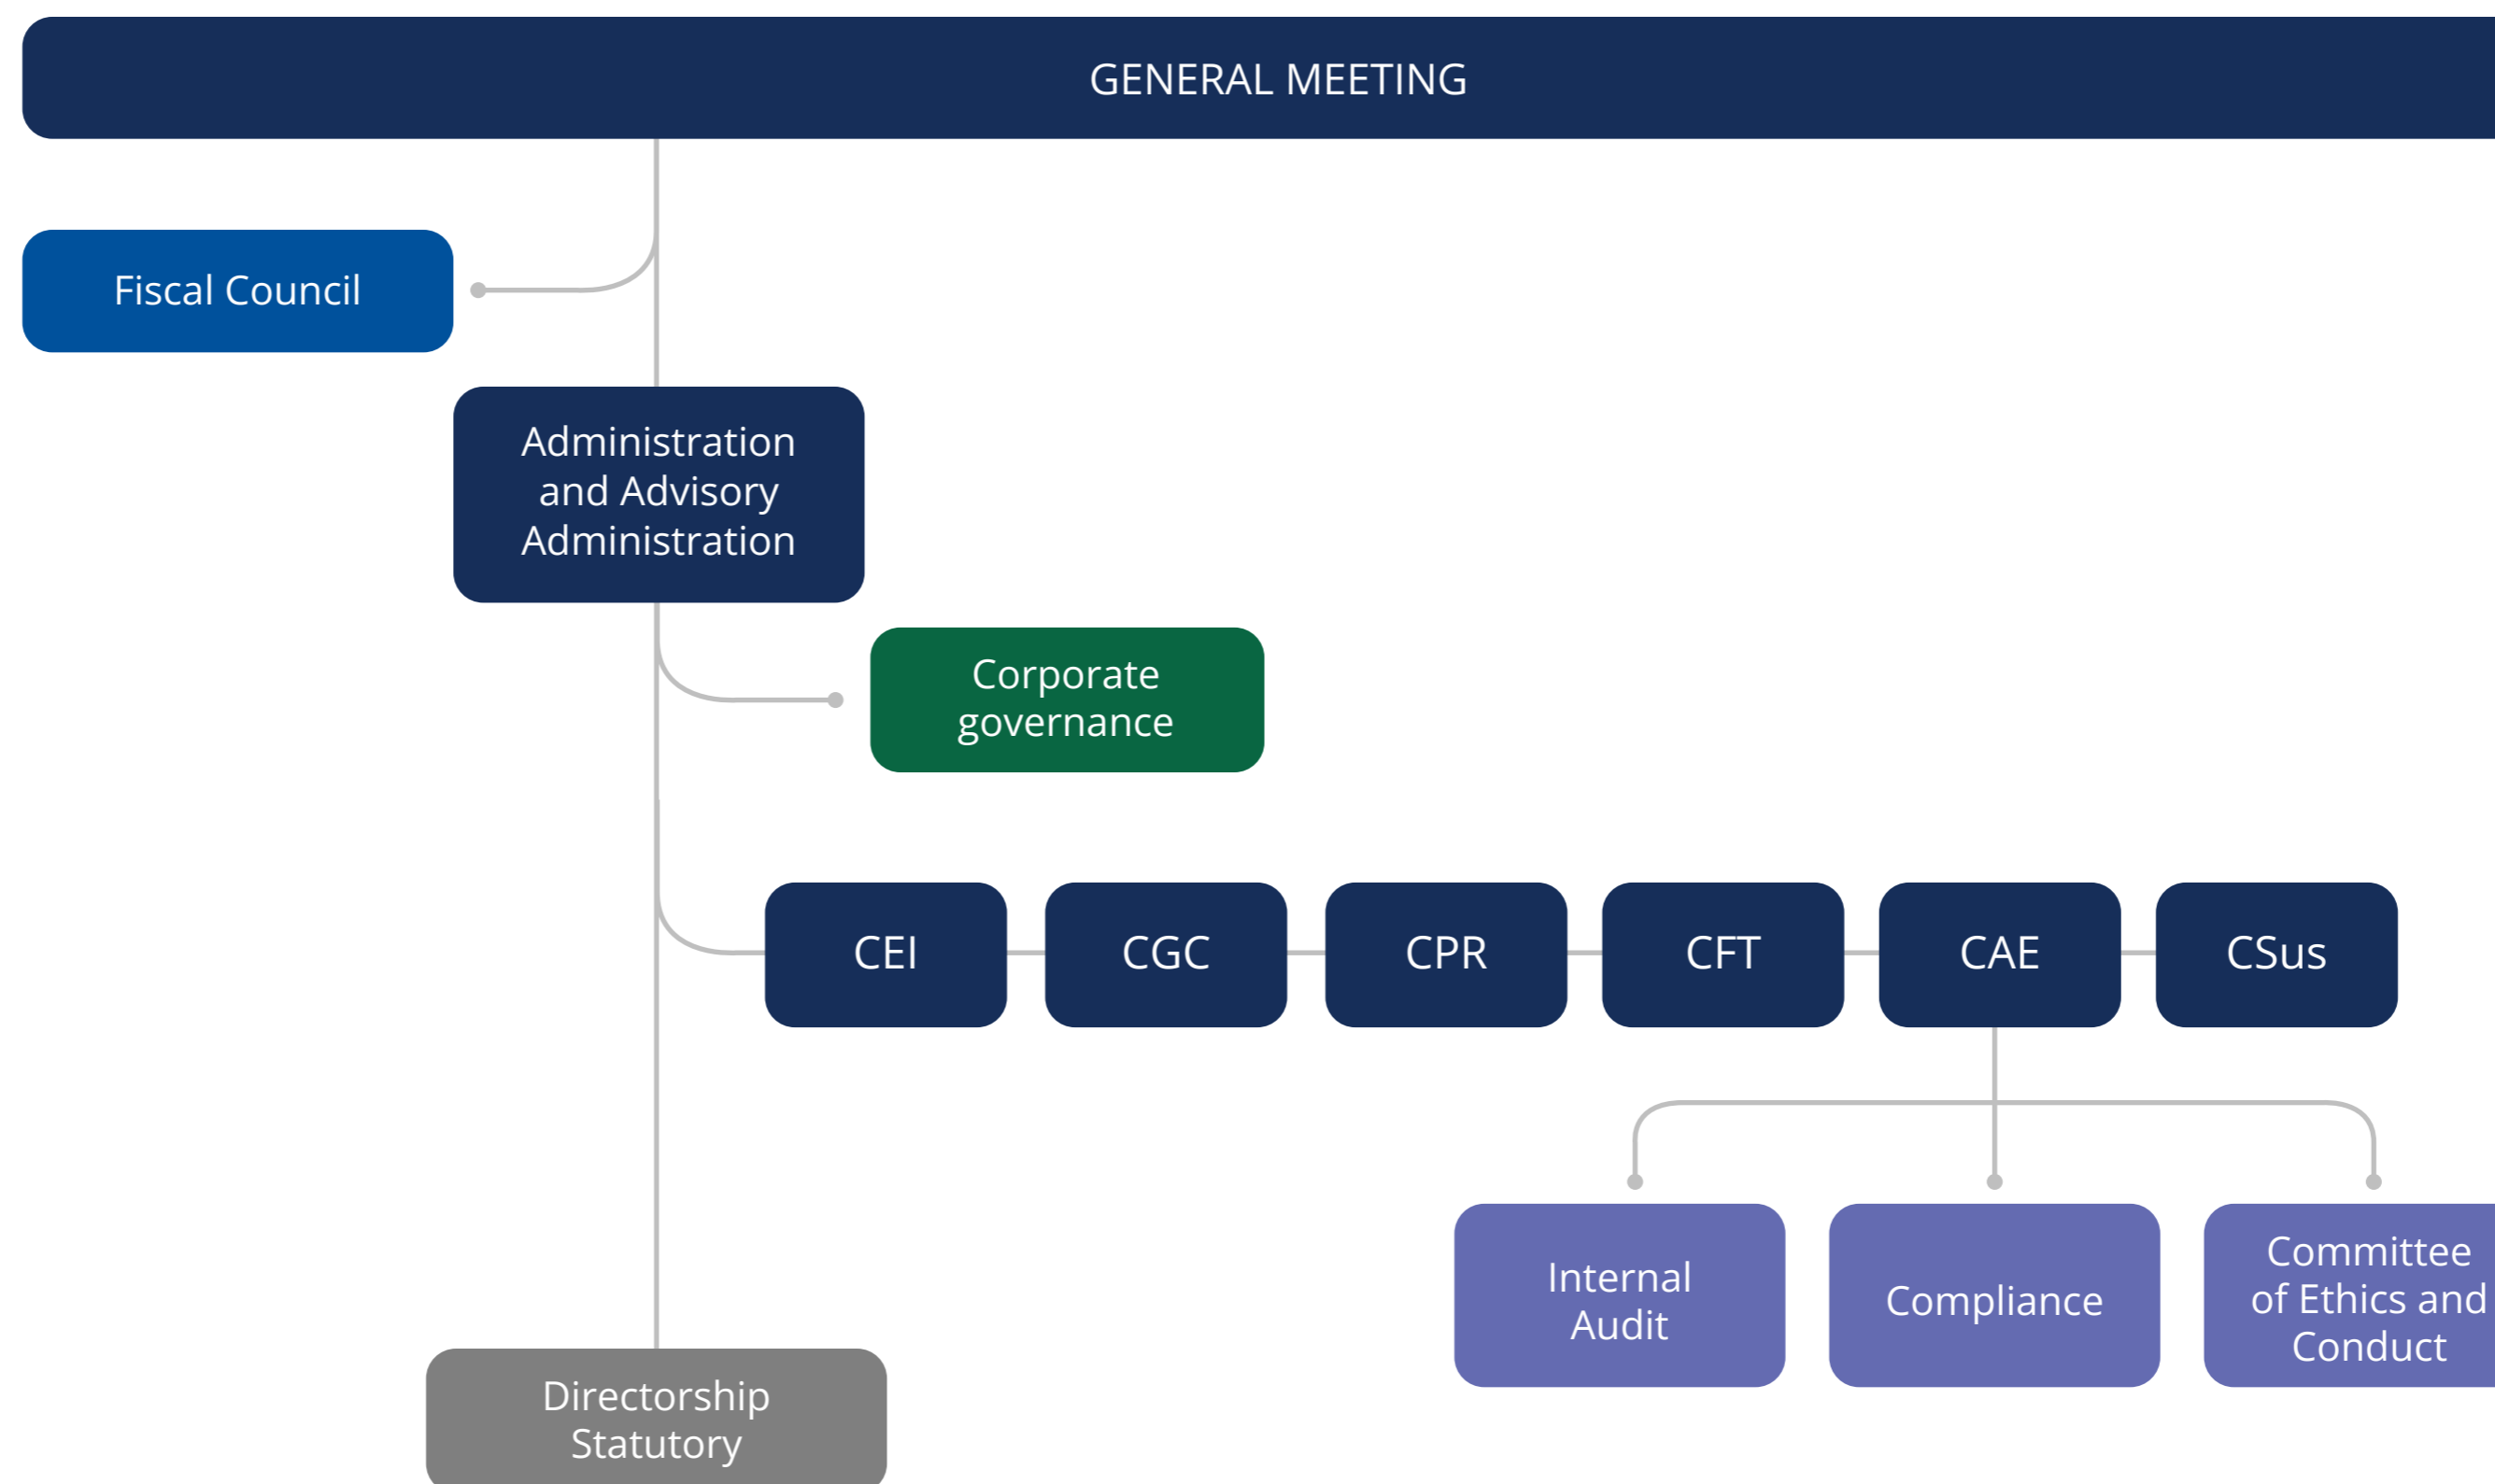 GENERAL MEETING
Fiscal Council
Administration
and Advisory
Administration
Corporate
governance
CEI
CGC
CPR
CFT
CAE
CSus
Internal
Audit
Compliance
Committee
of Ethics and
Conduct
Directorship
Statutory